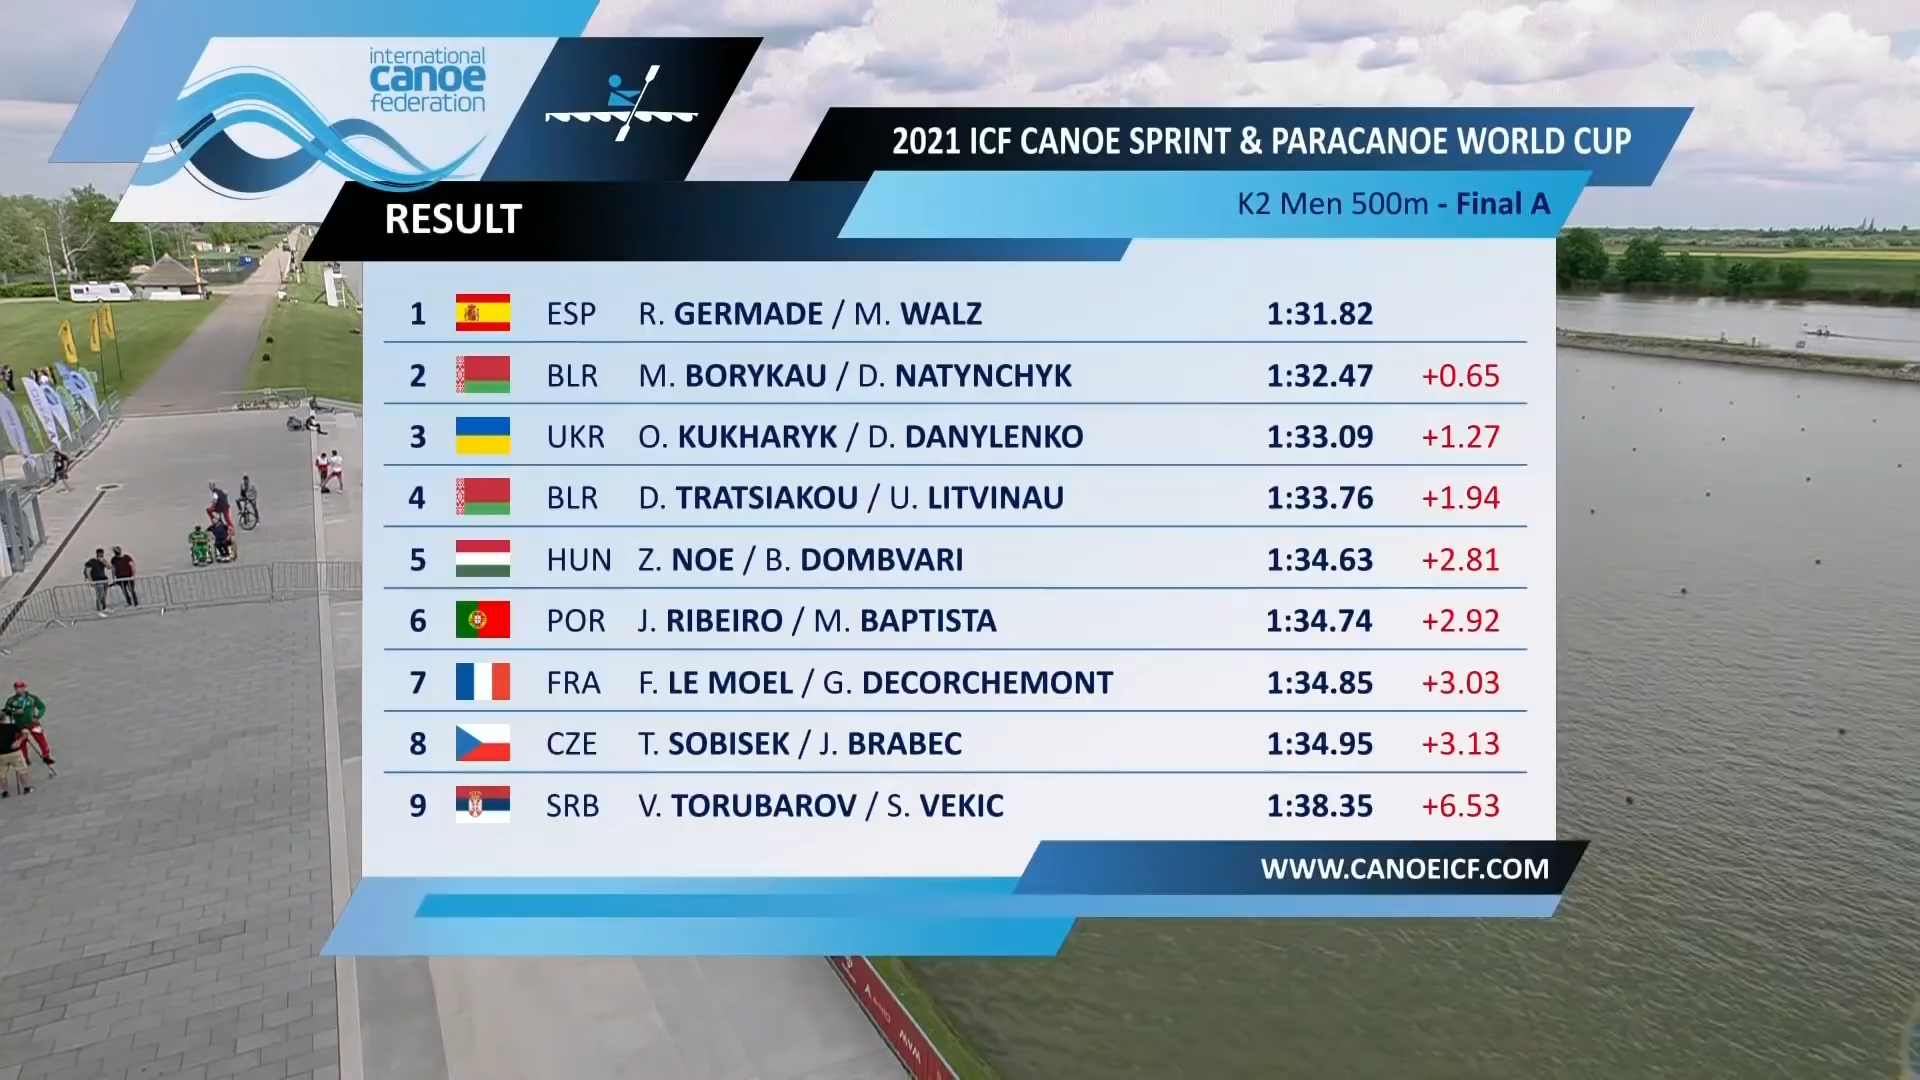 international
canoe
federation
2021 ICF CANOE SPRINT & PARACANOE WORLD CUP
K2 Men 500m - Final A
RESULT
1 ESP R. GERMADE / M. WALZ 1:31.82
2 BLR M. BORYKAU / D. NATYNCHYK 1:32.47 +0.65
3 UKR O. KUKHARYK / D. DANYLENKO 1:33.09 +1.27
4 BLR D. TRATSIAKOU / U. LITVINAU 1:33.76 +1.94
5 HUN Z. NOE / B. DOMBVARI 1:34.63 +2.81
6 POR J. RIBEIRO / M. BAPTISTA 1:34.74 +2.92
7 FRA F. LE MOEL / G. DECORCHEMONT 1:34.85 +3.03
8 CZE T. SOBISEK / J. BRABEC 1:34.95 +3.13
9 SRB V. TORUBAROV / S. VEKIC 1:38.35 +6.53
WWW.CANOEICF.COM